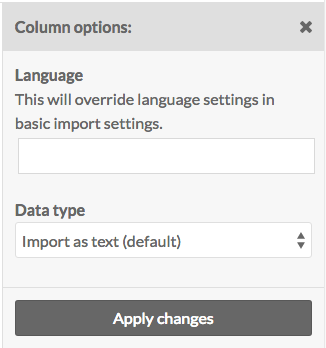 Column options:
Language
This will override language settings in
basic import settings.
Data type
Import as text (default)
Apply changes